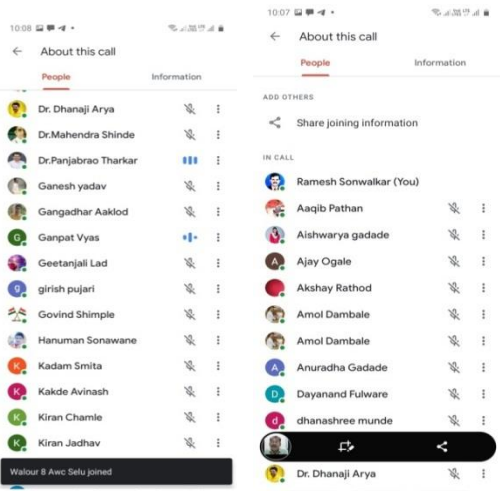 10:08
About this call
People
Information
Dr. Dhanaji Arya
Dr.Mahendra Shinde
Dr.Panjabrao Tharkar
Ganesh yadav
Gangadhar Aaklod
G
Ganpat Vyas
Geetanjali Lad
g
girish pujari
Govind Shimple
Hanuman Sonawane
K
Kadam Smita
K
Kakde Avinash
K
Kiran Chamle
K
Kiran Jadhav
Walour 8 Awc Selu joined
10:07
About this call
People
Information
ADD OTHERS
Share joining information
IN CALL
Ramesh Sonwalkar (You)
Aaqib Pathan
Aishwarya gadade
A
Ajay Ogale
Akshay Rathod
Amol Dambale
Amol Dambale
A
Anuradha Gadade
D
Dayanand Fulware
d
dhanashree munde
Dr. Dhanaji Arya